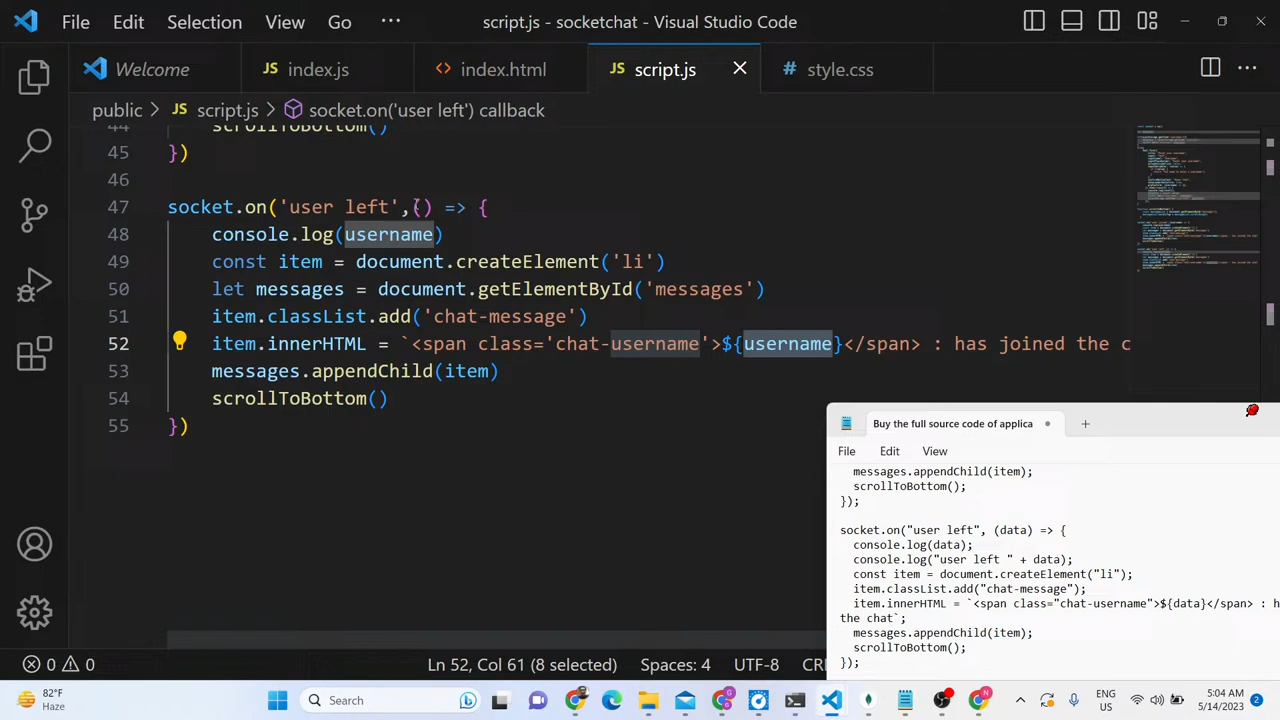 File Edit Selection View Go ··· script.js - socketchat - Visual Studio Code
Welcome JS index.js <> index.html JS script.js # style.css ···
public > JS script.js > socket.on('user left') callback
44 scrollToBottom()
45 })
46
47 socket.on('user left',() => {
48 console.log(username)
49 const item = document.createElement('li')
50 let messages = document.getElementById('messages')
51 item.classList.add('chat-message')
52 item.innerHTML = `<span class='chat-username'>${username}</span> : has joined the c
53 messages.appendChild(item)
54 scrollToBottom()
55 })
Buy the full source code of applica
File Edit View
messages.appendChild(item);
scrollToBottom();
});
socket.on("user left", (data) => {
console.log(data);
console.log("user left " + data);
const item = document.createElement("li");
item.classList.add("chat-message");
item.innerHTML = `<span class="chat-username">${data}</span> : h
the chat`;
messages.appendChild(item);
scrollToBottom();
});
0 0 Ln 52, Col 61 (8 selected) Spaces: 4 UTF-8 CR
82°F
Haze
Search
ENG
US
5:04 AM
5/14/2023
2